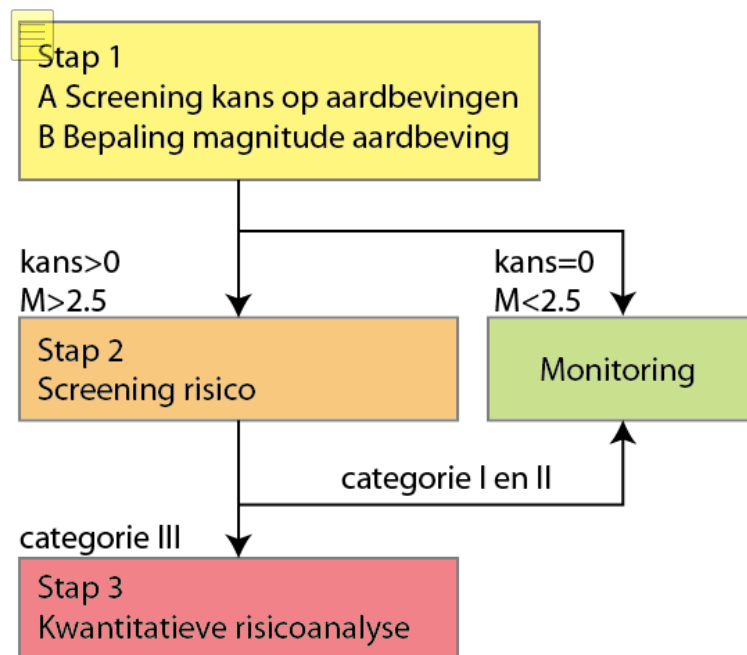 Stap 1
A Screening kans op aardbevingen
B Bepaling magnitude aardbeving
kans>0
M>2.5
kans=0
M<2.5
Stap 2
Screening risico
Monitoring
categorie I en II
categorie III
Stap 3
Kwantitatieve risicoanalyse